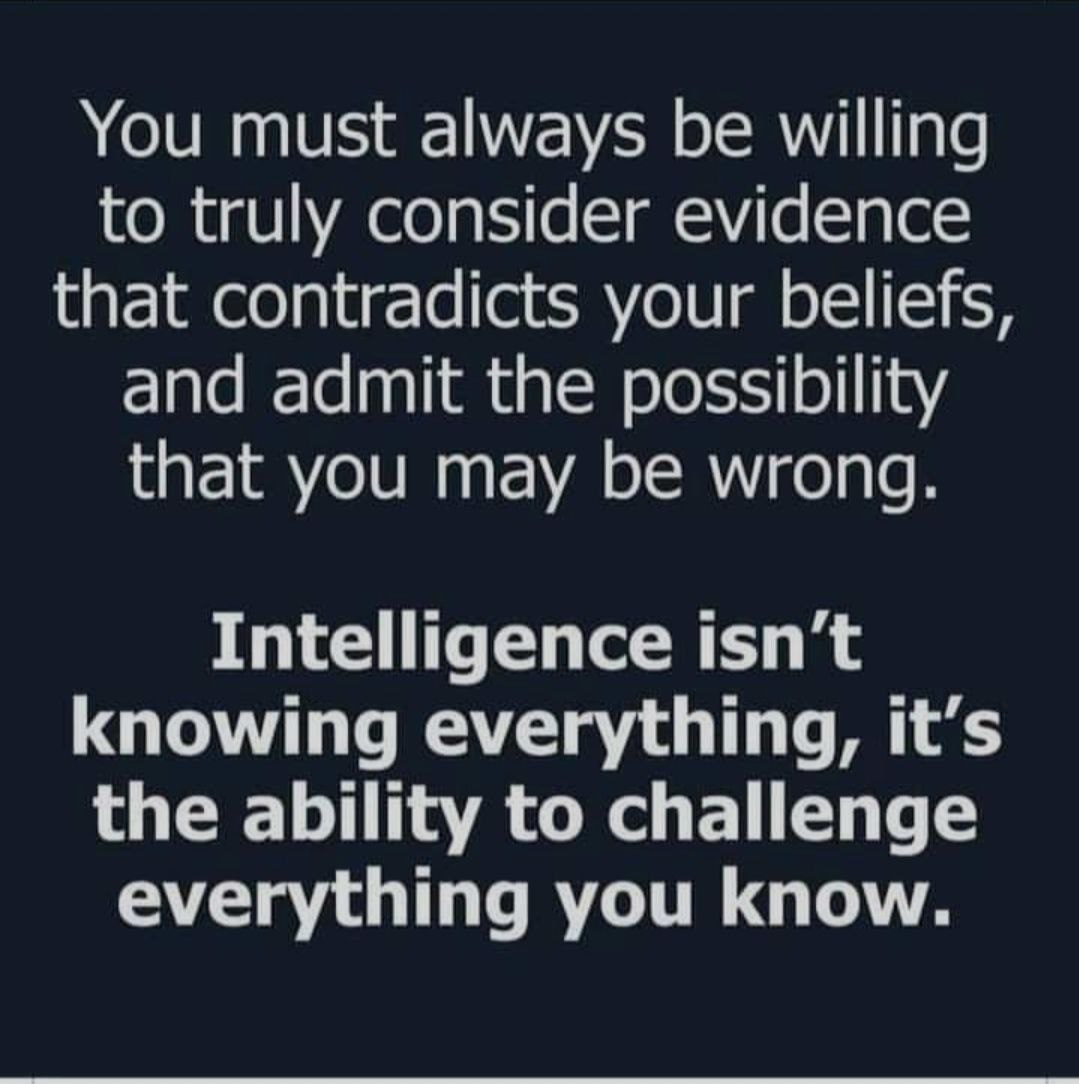 You must always be willing
to truly consider evidence
that contradicts your beliefs,
and admit the possibility
that you may be wrong.
Intelligence isn’t
knowing everything, it’s
the ability to challenge
everything you know.